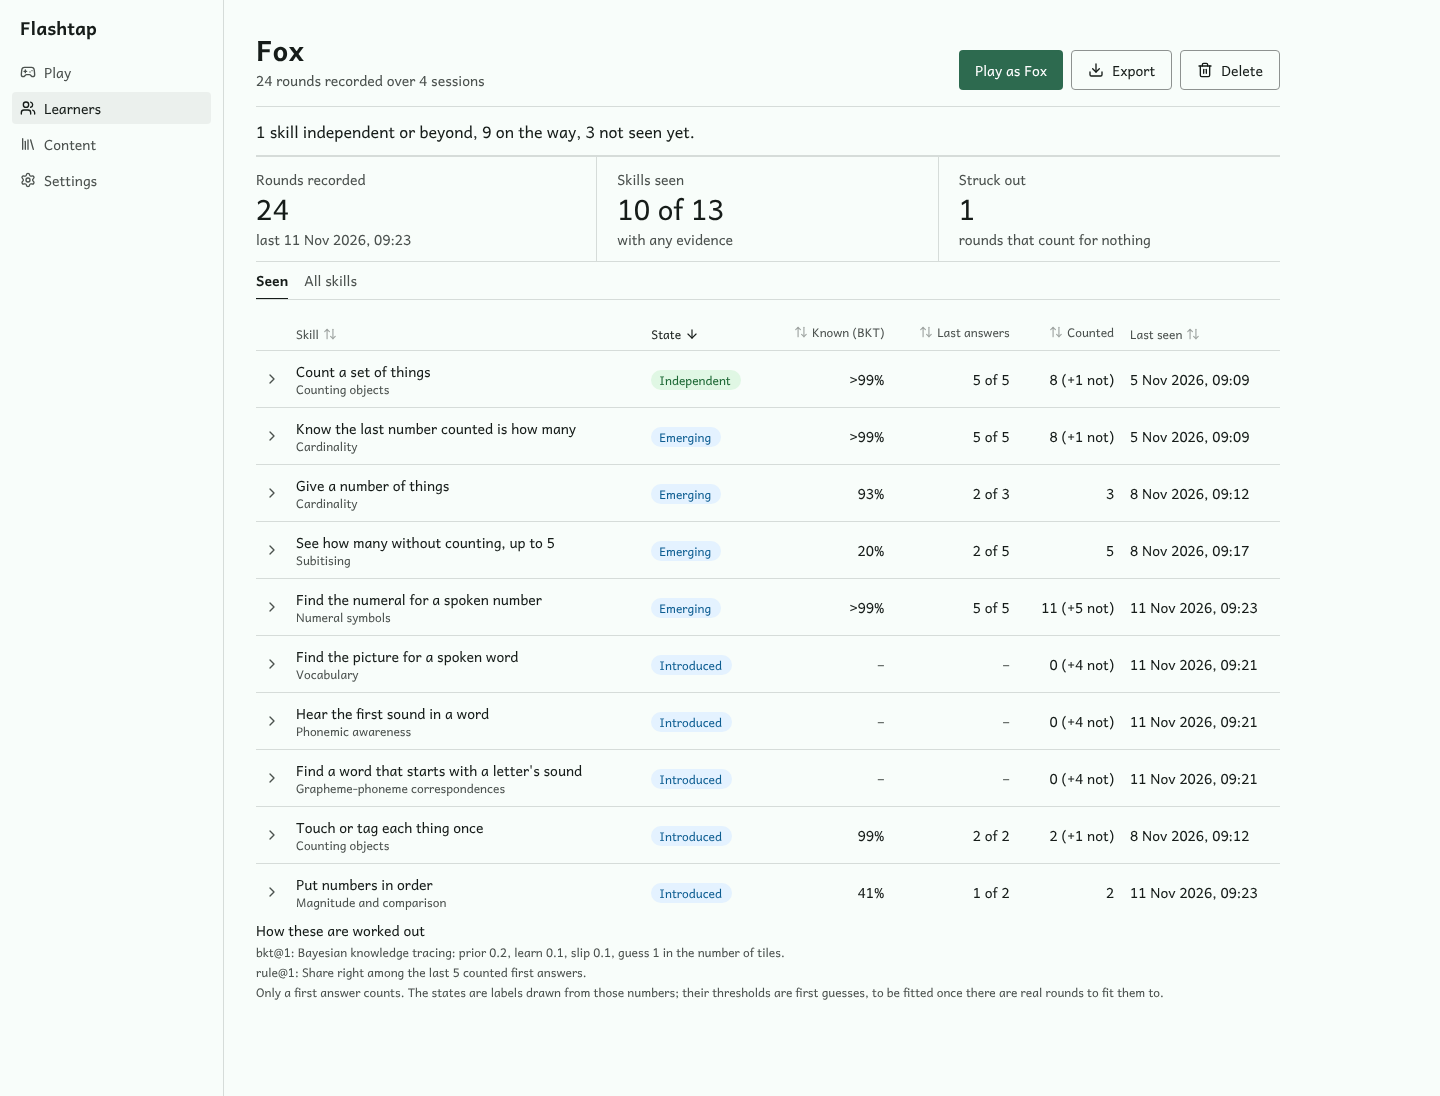 Flashtap
Play
Learners
Content
Settings
Fox
24 rounds recorded over 4 sessions
Play as Fox
Export
Delete
1 skill independent or beyond, 9 on the way, 3 not seen yet.
Rounds recorded
24
last 11 Nov 2026, 09:23
Skills seen
10 of 13
with any evidence
Struck out
1
rounds that count for nothing
Seen
All skills
Skill State Known (BKT) Last answers Counted Last seen
Count a set of things
Counting objects
Independent >99% 5 of 5 8 (+1 not) 5 Nov 2026, 09:09
Know the last number counted is how many
Cardinality
Emerging >99% 5 of 5 8 (+1 not) 5 Nov 2026, 09:09
Give a number of things
Cardinality
Emerging 93% 2 of 3 3 8 Nov 2026, 09:12
See how many without counting, up to 5
Subitising
Emerging 20% 2 of 5 5 8 Nov 2026, 09:17
Find the numeral for a spoken number
Numeral symbols
Emerging >99% 5 of 5 11 (+5 not) 11 Nov 2026, 09:23
Find the picture for a spoken word
Vocabulary
Introduced – – 0 (+4 not) 11 Nov 2026, 09:21
Hear the first sound in a word
Phonemic awareness
Introduced – – 0 (+4 not) 11 Nov 2026, 09:21
Find a word that starts with a letter's sound
Grapheme-phoneme correspondences
Introduced – – 0 (+4 not) 11 Nov 2026, 09:21
Touch or tag each thing once
Counting objects
Introduced 99% 2 of 2 2 (+1 not) 8 Nov 2026, 09:12
Put numbers in order
Magnitude and comparison
Introduced 41% 1 of 2 2 11 Nov 2026, 09:23
How these are worked out
bkt@1: Bayesian knowledge tracing: prior 0.2, learn 0.1, slip 0.1, guess 1 in the number of tiles.
rule@1: Share right among the last 5 counted first answers.
Only a first answer counts. The states are labels drawn from those numbers; their thresholds are first guesses, to be fitted once there are real rounds to fit them to.